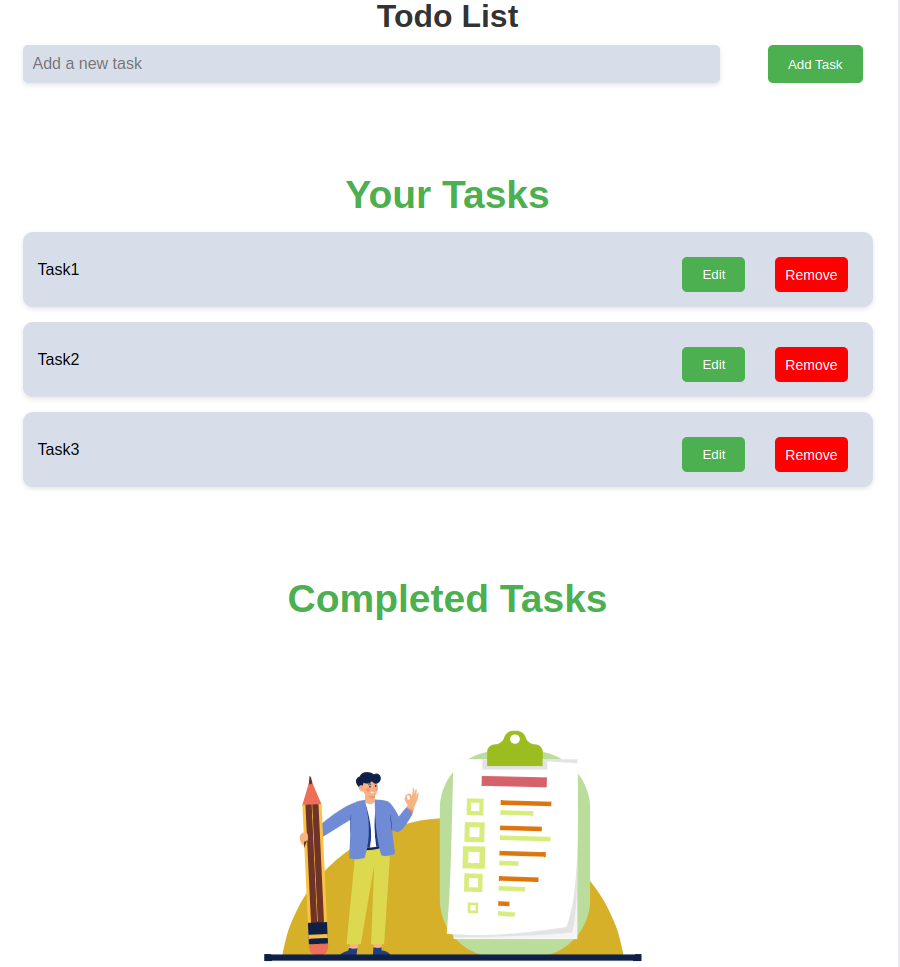 Todo List
Add a new task
Add Task
Your Tasks
Task1
Edit
Remove
Task2
Edit
Remove
Task3
Edit
Remove
Completed Tasks